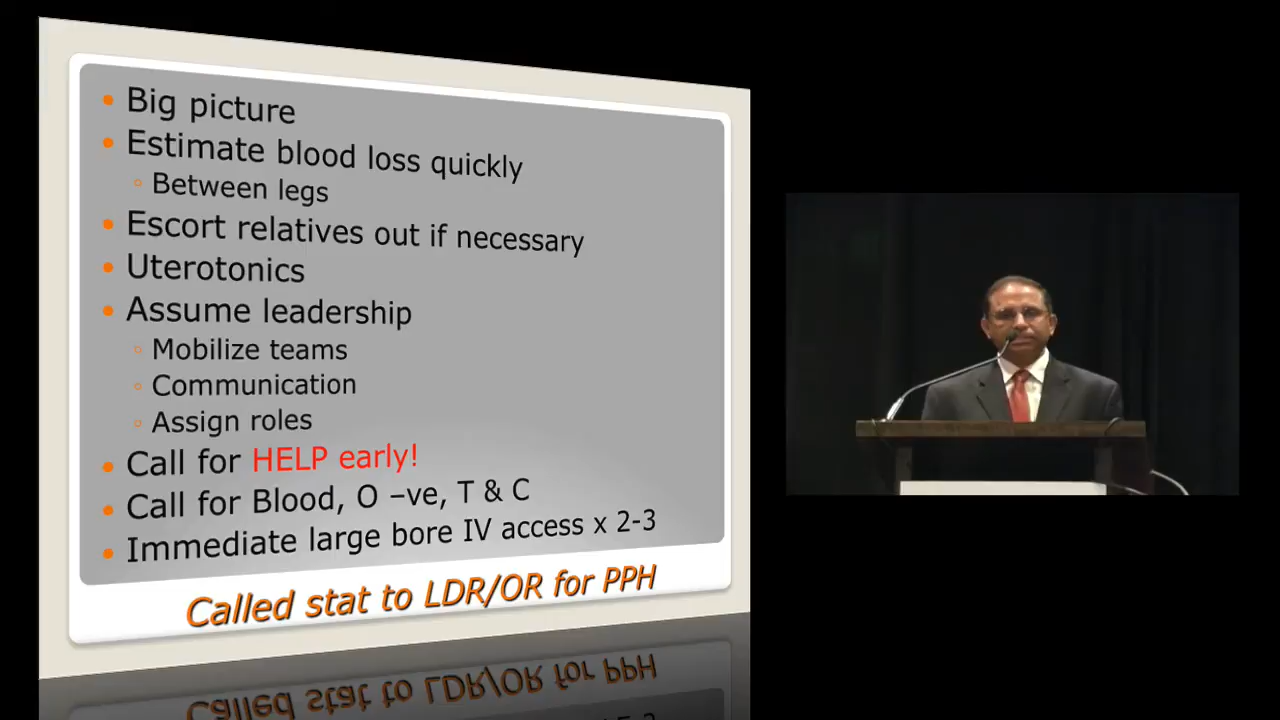 Big picture
Estimate blood loss quickly
Between legs
Escort relatives out if necessary
Uterotonics
Assume leadership
Mobilize teams
Communication
Assign roles
Call for HELP early!
Call for Blood, O –ve, T & C
Immediate large bore IV access x 2-3
Called stat to LDR/OR for PPH